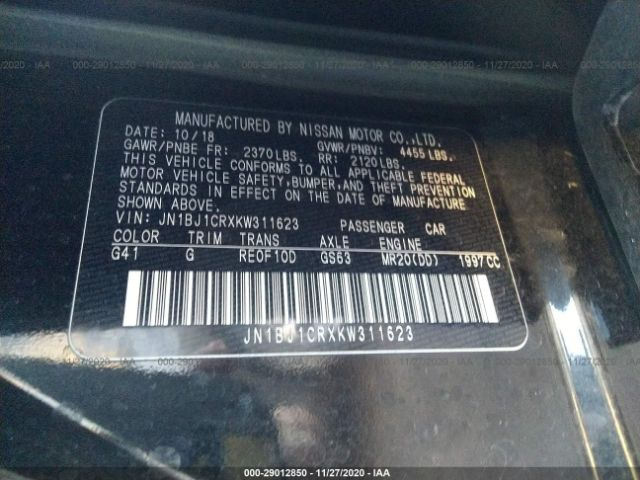 000-29012850 - 11/27/2020 - IAA
MANUFACTURED BY NISSAN MOTOR CO.,LTD.
DATE: 10/18 GVWR/PNBV: 4455 LBS.
GAWR/PNBE FR: 2370LBS. RR: 2120LBS.
THIS VEHICLE CONFORMS TO ALL APPLICABLE FEDERAL
MOTOR VEHICLE SAFETY,BUMPER,AND THEFT PREVENTION
STANDARDS IN EFFECT ON THE DATE OF MANUFACTURE
SHOWN ABOVE.
VIN: JN1BJ1CRXKW311623 PASSENGER CAR
COLOR TRIM TRANS AXLE ENGINE
G41 G RE0F10D GS63 MR20(DD) 1997CC
JN1BJ1CRXKW311623
000-29012850 - 11/27/2020 - IAA